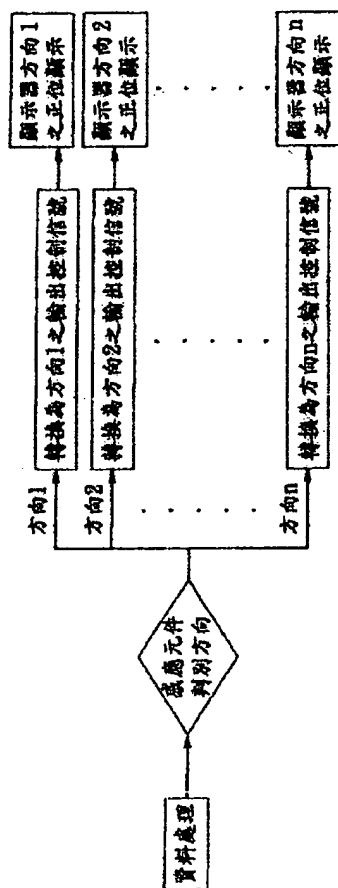 資料處理
感應元件
判別方向
方向1
轉換為方向1之輸出控制信號
顯示器方向1
之正位顯示
方向2
轉換為方向2之輸出控制信號
顯示器方向2
之正位顯示
方向n
轉換為方向n之輸出控制信號
顯示器方向n
之正位顯示